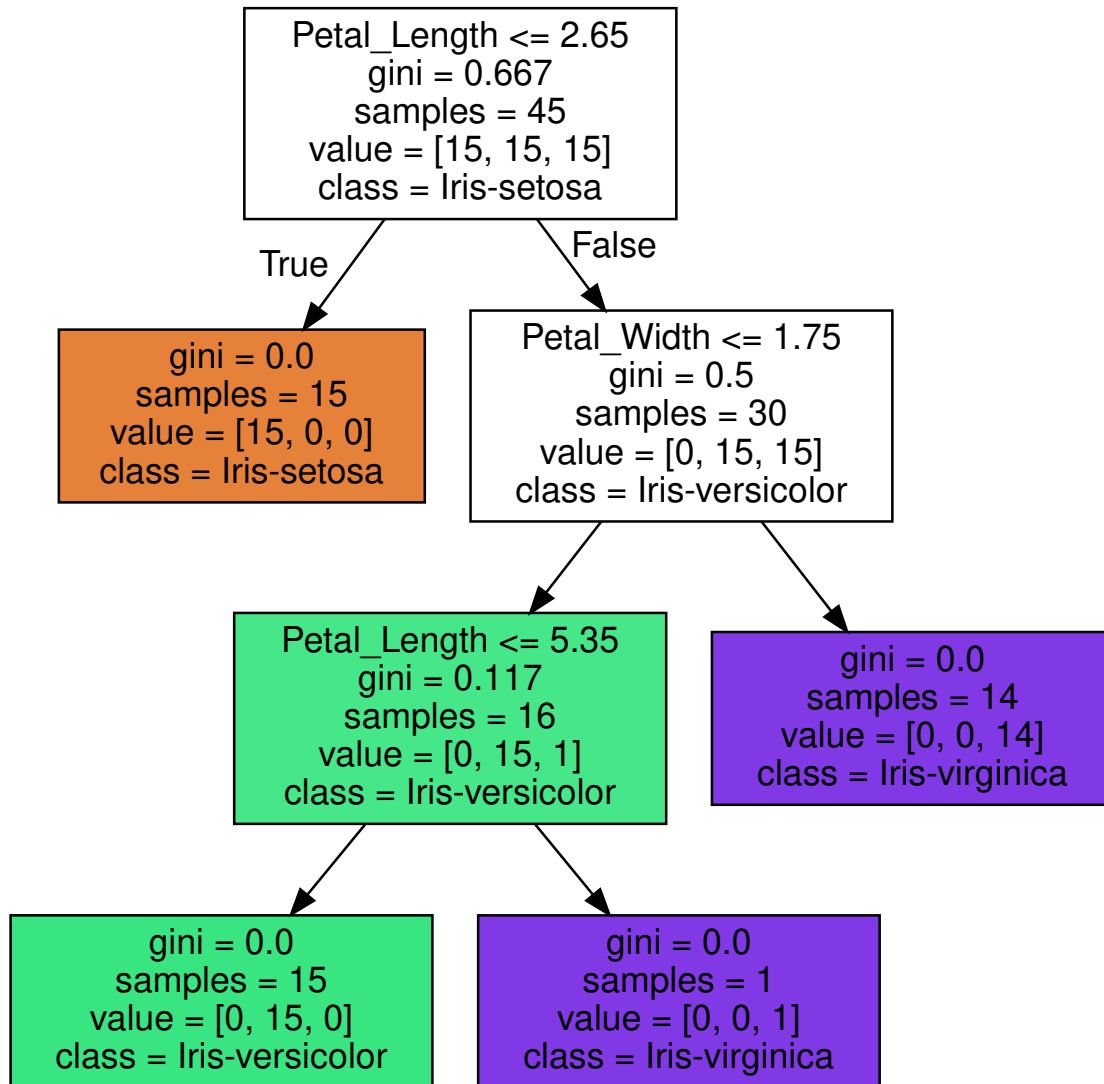 Petal_Length <= 2.65
gini = 0.667
samples = 45
value = [15, 15, 15]
class = Iris-setosa
True
False
gini = 0.0
samples = 15
value = [15, 0, 0]
class = Iris-setosa
Petal_Width <= 1.75
gini = 0.5
samples = 30
value = [0, 15, 15]
class = Iris-versicolor
Petal_Length <= 5.35
gini = 0.117
samples = 16
value = [0, 15, 1]
class = Iris-versicolor
gini = 0.0
samples = 14
value = [0, 0, 14]
class = Iris-virginica
gini = 0.0
samples = 15
value = [0, 15, 0]
class = Iris-versicolor
gini = 0.0
samples = 1
value = [0, 0, 1]
class = Iris-virginica